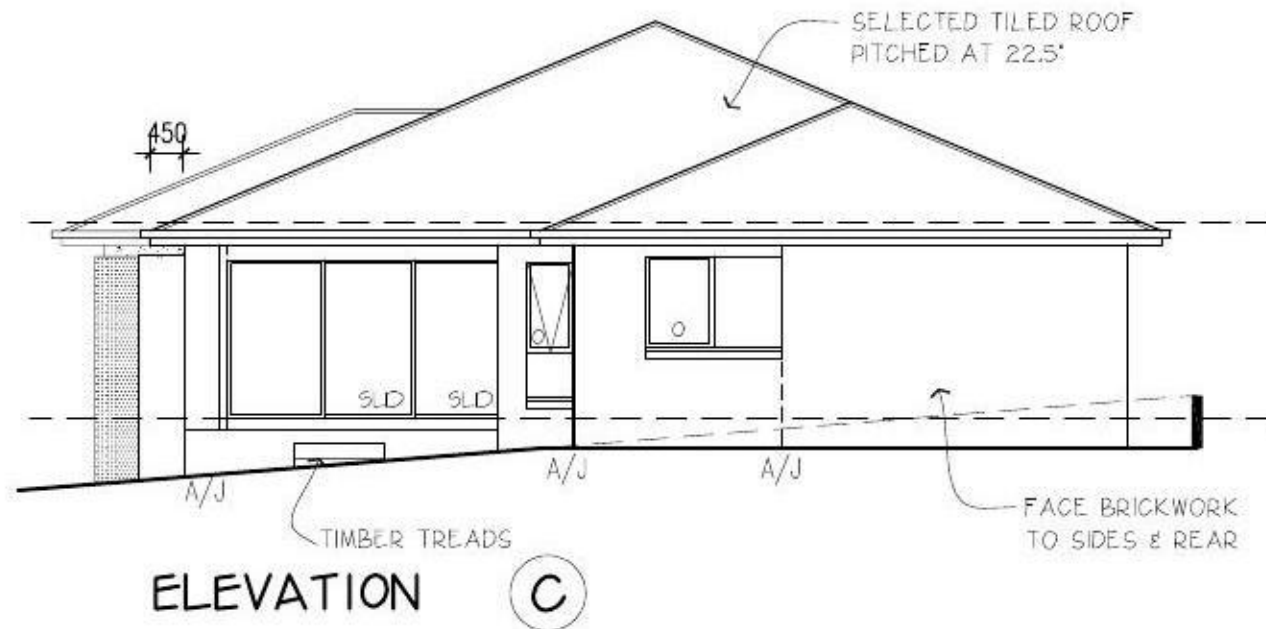 SELECTED TILED ROOF
PITCHED AT 22.5°
450
O
O
SLD
SLD
A/J
A/J
A/J
TIMBER TREADS
FACE BRICKWORK
TO SIDES & REAR
ELEVATION C